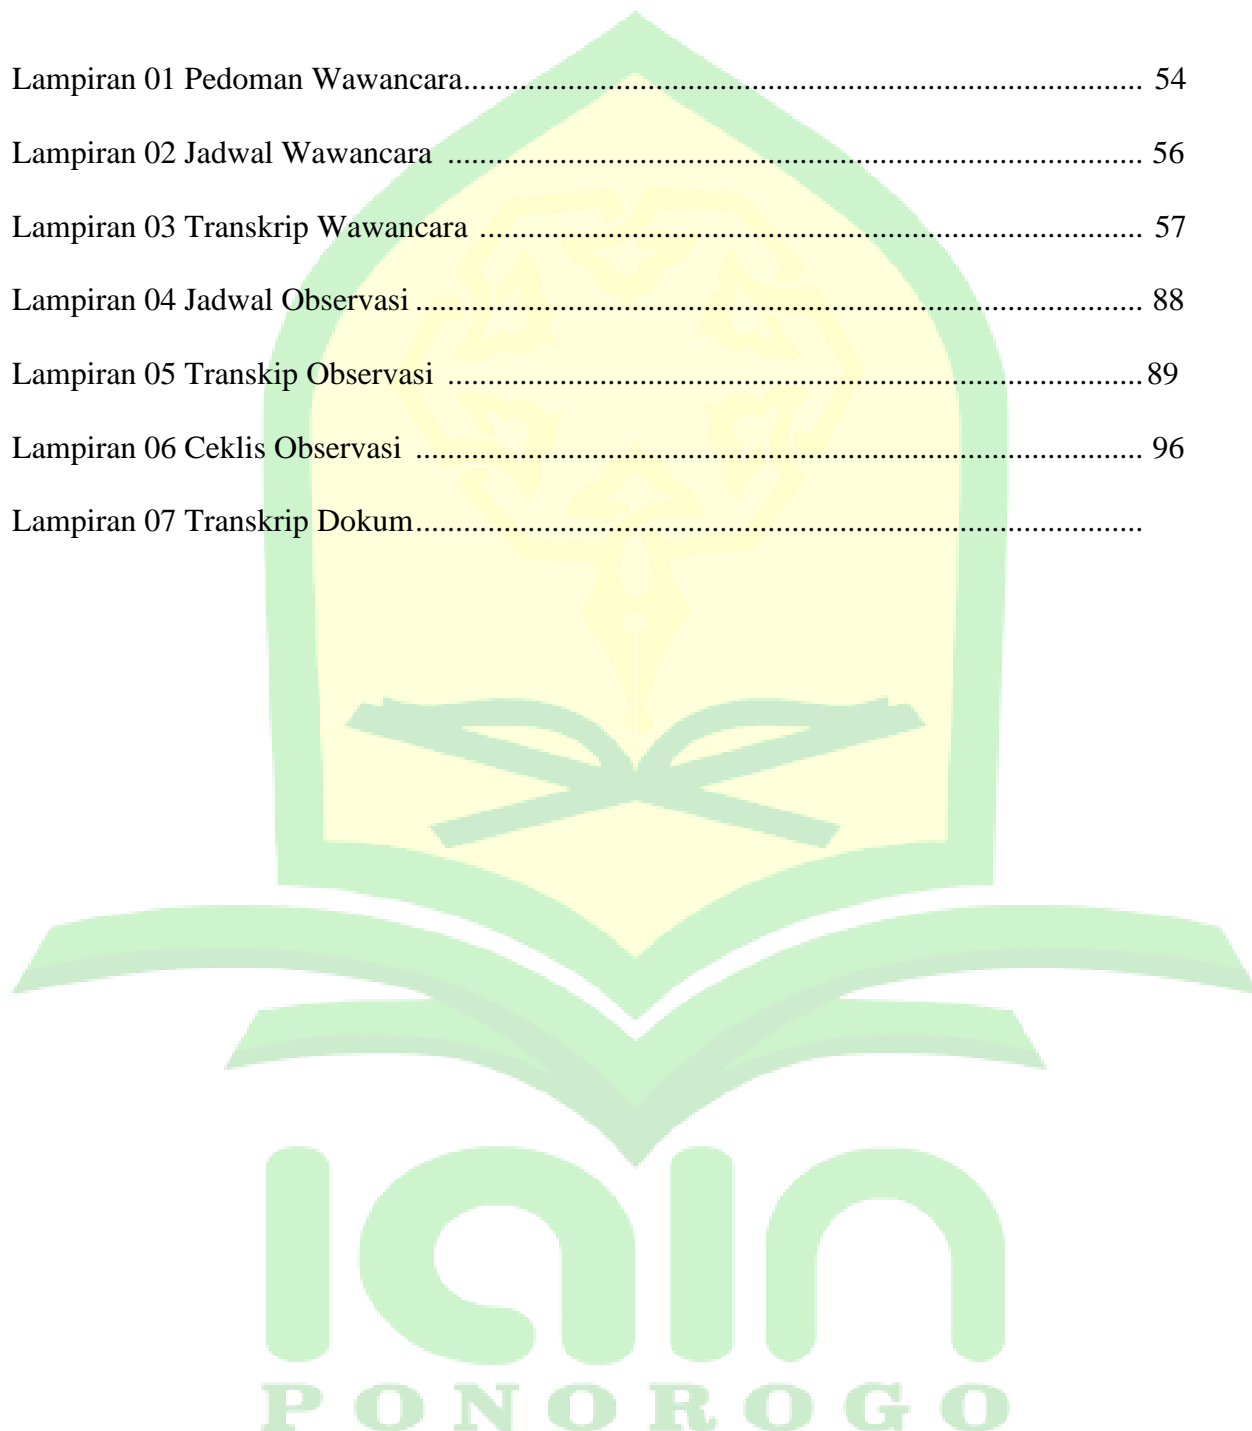 Lampiran 01 Pedoman Wawancara.................................................................................... 54
Lampiran 02 Jadwal Wawancara ...................................................................................... 56
Lampiran 03 Transkrip Wawancara .................................................................................. 57
Lampiran 04 Jadwal Observasi .......................................................................................... 88
Lampiran 05 Transkip Observasi ...................................................................................... 89
Lampiran 06 Ceklis Observasi .......................................................................................... 96
Lampiran 07 Transkrip Dokum..........................................................................................
iain
PONOROGO